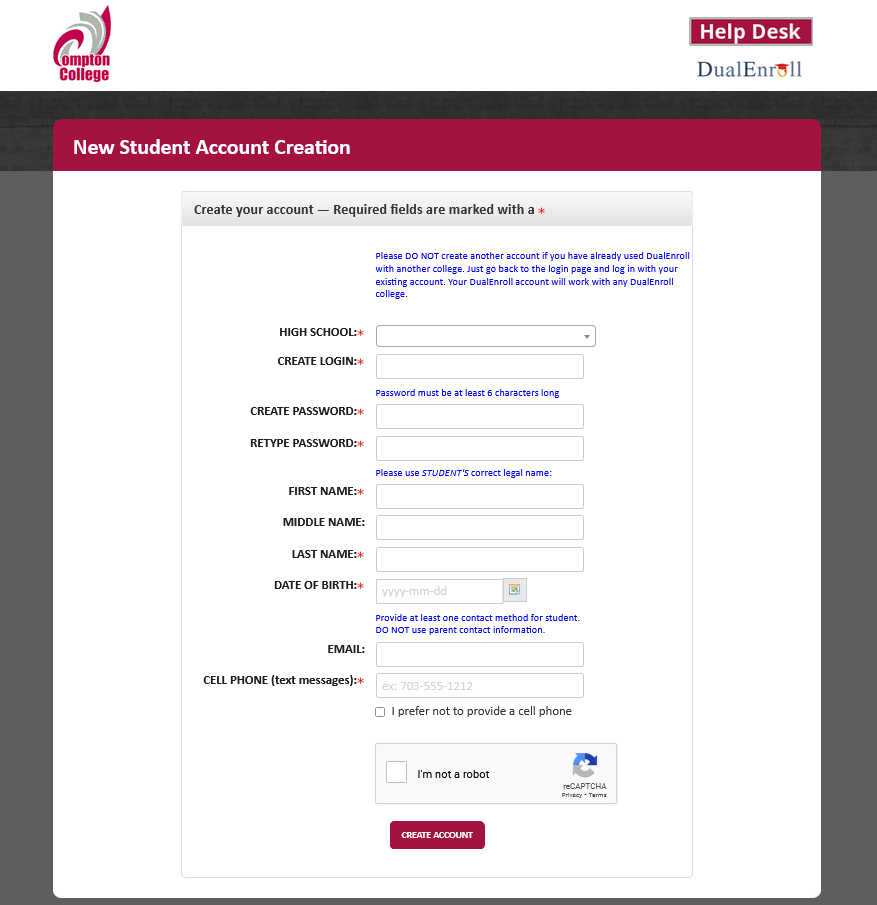 Compton
College
Help Desk
DualEnroll
New Student Account Creation
Create your account — Required fields are marked with a *
Please DO NOT create another account if you have already used DualEnroll
with another college. Just go back to the login page and log in with your
existing account. Your DualEnroll account will work with any DualEnroll
college.
HIGH SCHOOL:*
CREATE LOGIN:*
Password must be at least 6 characters long
CREATE PASSWORD:*
RETYPE PASSWORD:*
Please use STUDENT'S correct legal name:
FIRST NAME:*
MIDDLE NAME:
LAST NAME:*
DATE OF BIRTH:* yyyy-mm-dd
Provide at least one contact method for student.
DO NOT use parent contact information.
EMAIL:
CELL PHONE (text messages):* ex: 703-555-1212
I prefer not to provide a cell phone
I'm not a robot
reCAPTCHA
Privacy - Terms
CREATE ACCOUNT